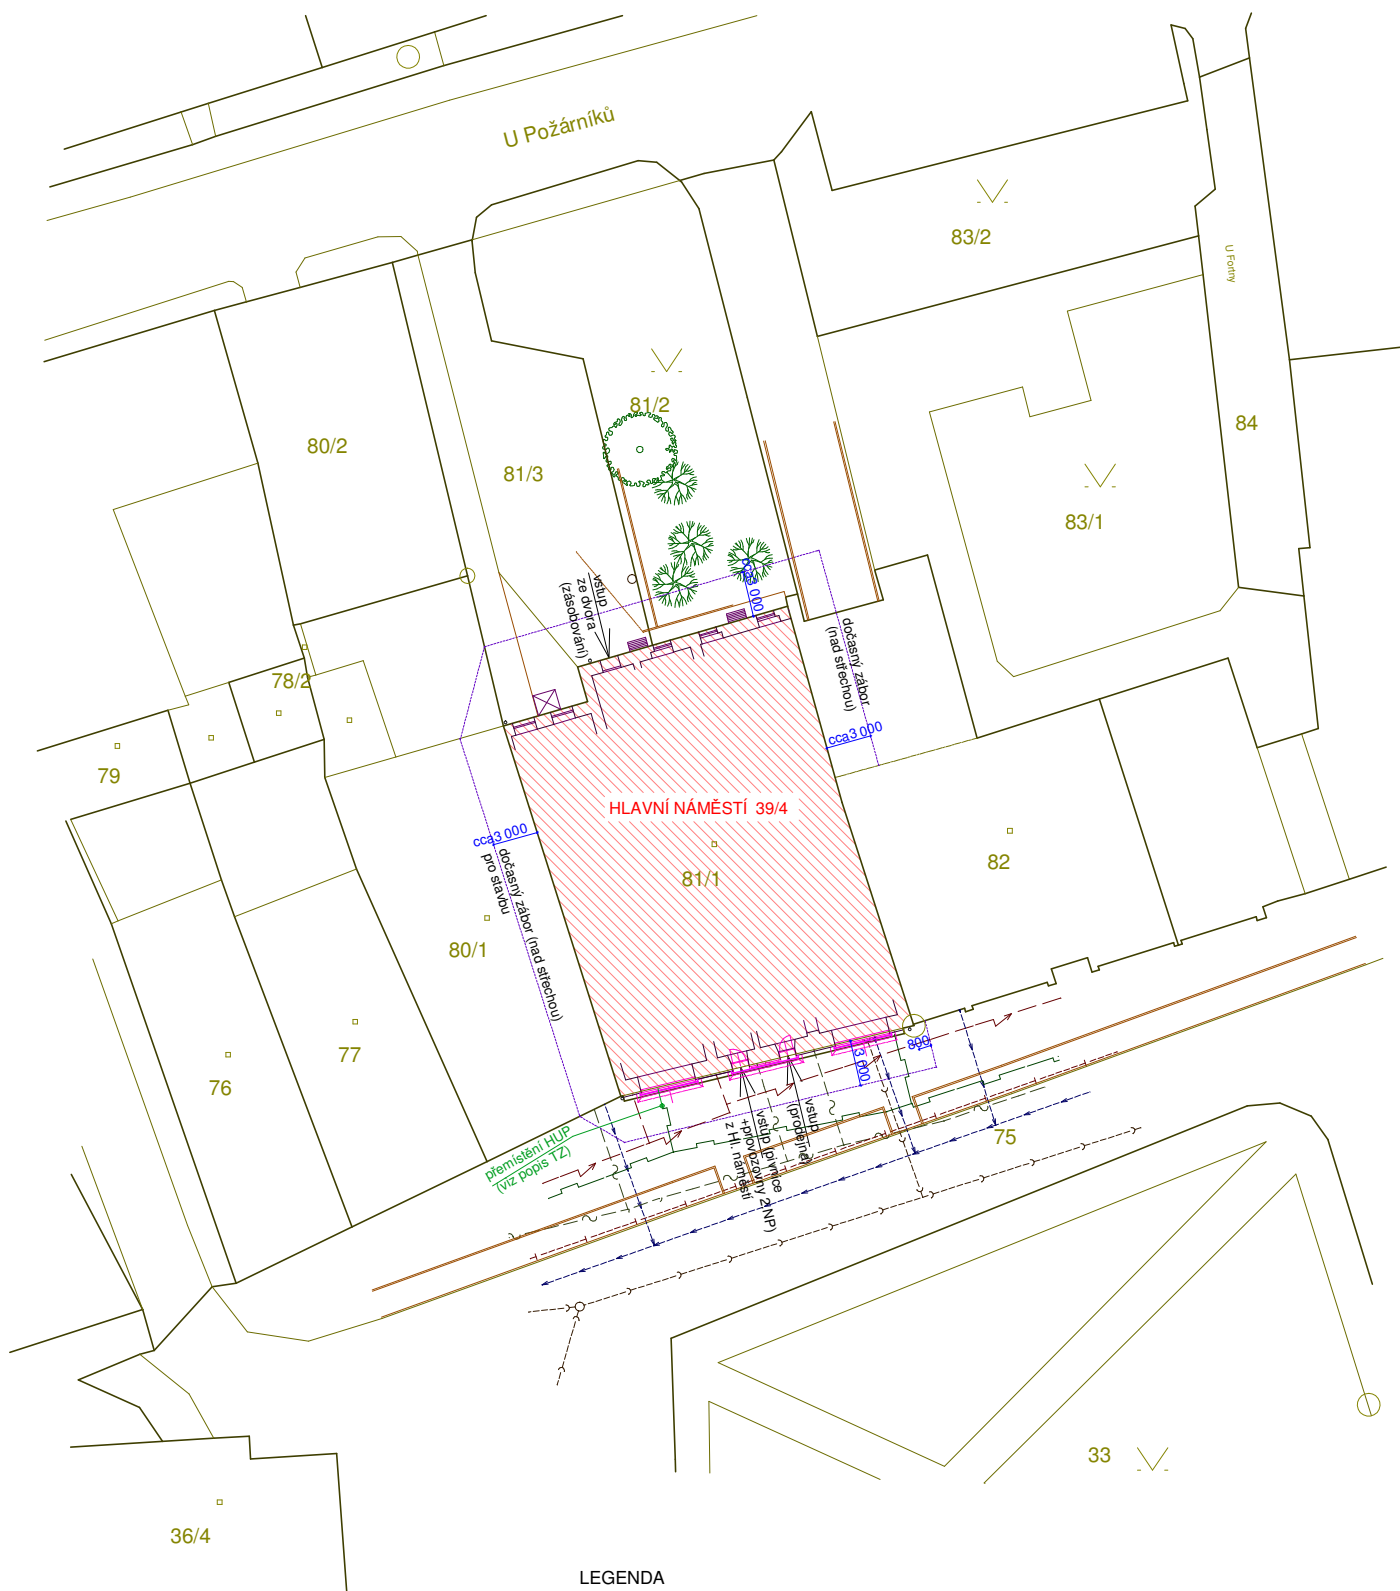 U Požárníků
83/2
U Fortny
81/2
84
80/2
81/3
83/1
vstup
ze dvora
(zásobování)
cca3 000
dočasný zábor
(nad střechou)
78/2
cca3 000
79
HLAVNÍ NÁMĚSTÍ 39/4
cca3 000
dočasný zábor (nad střechou)
pro stavbu
81/1
82
80/1
77
76
800
3 000
vstup
(prodejna)
vstup pivnice
+provozovny 2.NP)
z Hl. náměstí
75
přemístění HUP
(viz popis TZ)
33
36/4
LEGENDA